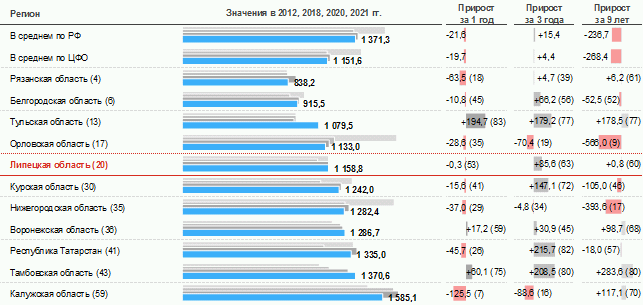 Регион Значения в 2012, 2018, 2020, 2021 гг. Прирост за 1 год Прирост за 3 года Прирост за 9 лет
В среднем по РФ 1 371,3 -21,6 +15,4 -236,7
В среднем по ЦФО 1 151,6 -19,7 +4,4 -268,4
Рязанская область (4) 838,2 -63,5 (18) +4,7 (39) +6,2 (61)
Белгородская область (6) 915,5 -10,8 (45) +66,2 (56) -52,5 (52)
Тульская область (13) 1 079,5 +194,7 (83) +179,2 (77) +178,5 (77)
Орловская область (17) 1 133,0 -28,6 (35) -70,4 (19) -566,0 (9)
Липецкая область (20) 1 158,8 -0,3 (53) +85,6 (63) +0,8 (60)
Курская область (30) 1 242,0 -15,6 (41) +147,1 (72) -105,0 (46)
Нижегородская область (35) 1 282,4 -37,0 (29) -4,8 (34) -393,6 (17)
Воронежская область (36) 1 286,7 +17,2 (59) +30,9 (45) +98,7 (68)
Республика Татарстан (41) 1 335,0 -45,7 (26) +215,7 (82) -18,0 (57)
Тамбовская область (43) 1 370,6 +60,1 (75) +208,5 (80) +283,6 (80)
Калужская область (59) 1 585,1 -125,5 (7) -88,6 (16) +117,1 (70)